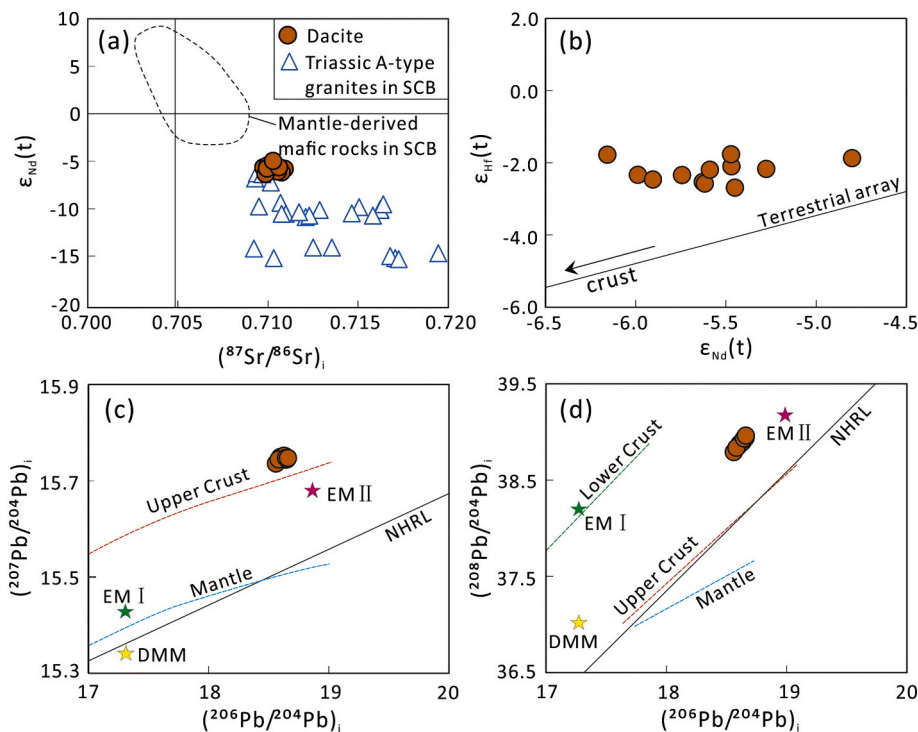 (a)
Dacite
Triassic A-type
granites in SCB
Mantle-derived
mafic rocks in SCB
10
5
0
-5
-10
-15
-20
εNd(t)
0.700
0.705
0.710
0.715
0.720
(⁸⁷Sr/⁸⁶Sr)i
(b)
Terrestrial array
crust
2.0
0.0
-2.0
-4.0
-6.0
εHf(t)
-6.5
-6.0
-5.5
-5.0
-4.5
εNd(t)
(c)
Upper Crust
EM II
NHRL
Mantle
EM I
DMM
15.9
15.7
15.5
15.3
(²⁰⁷Pb/²⁰⁴Pb)i
17
18
19
20
(²⁰⁶Pb/²⁰⁴Pb)i
(d)
EM II
NHRL
Lower Crust
EM I
Upper Crust
Mantle
DMM
39.5
38.5
37.5
36.5
(²⁰⁸Pb/²⁰⁴Pb)i
17
18
19
20
(²⁰⁶Pb/²⁰⁴Pb)i